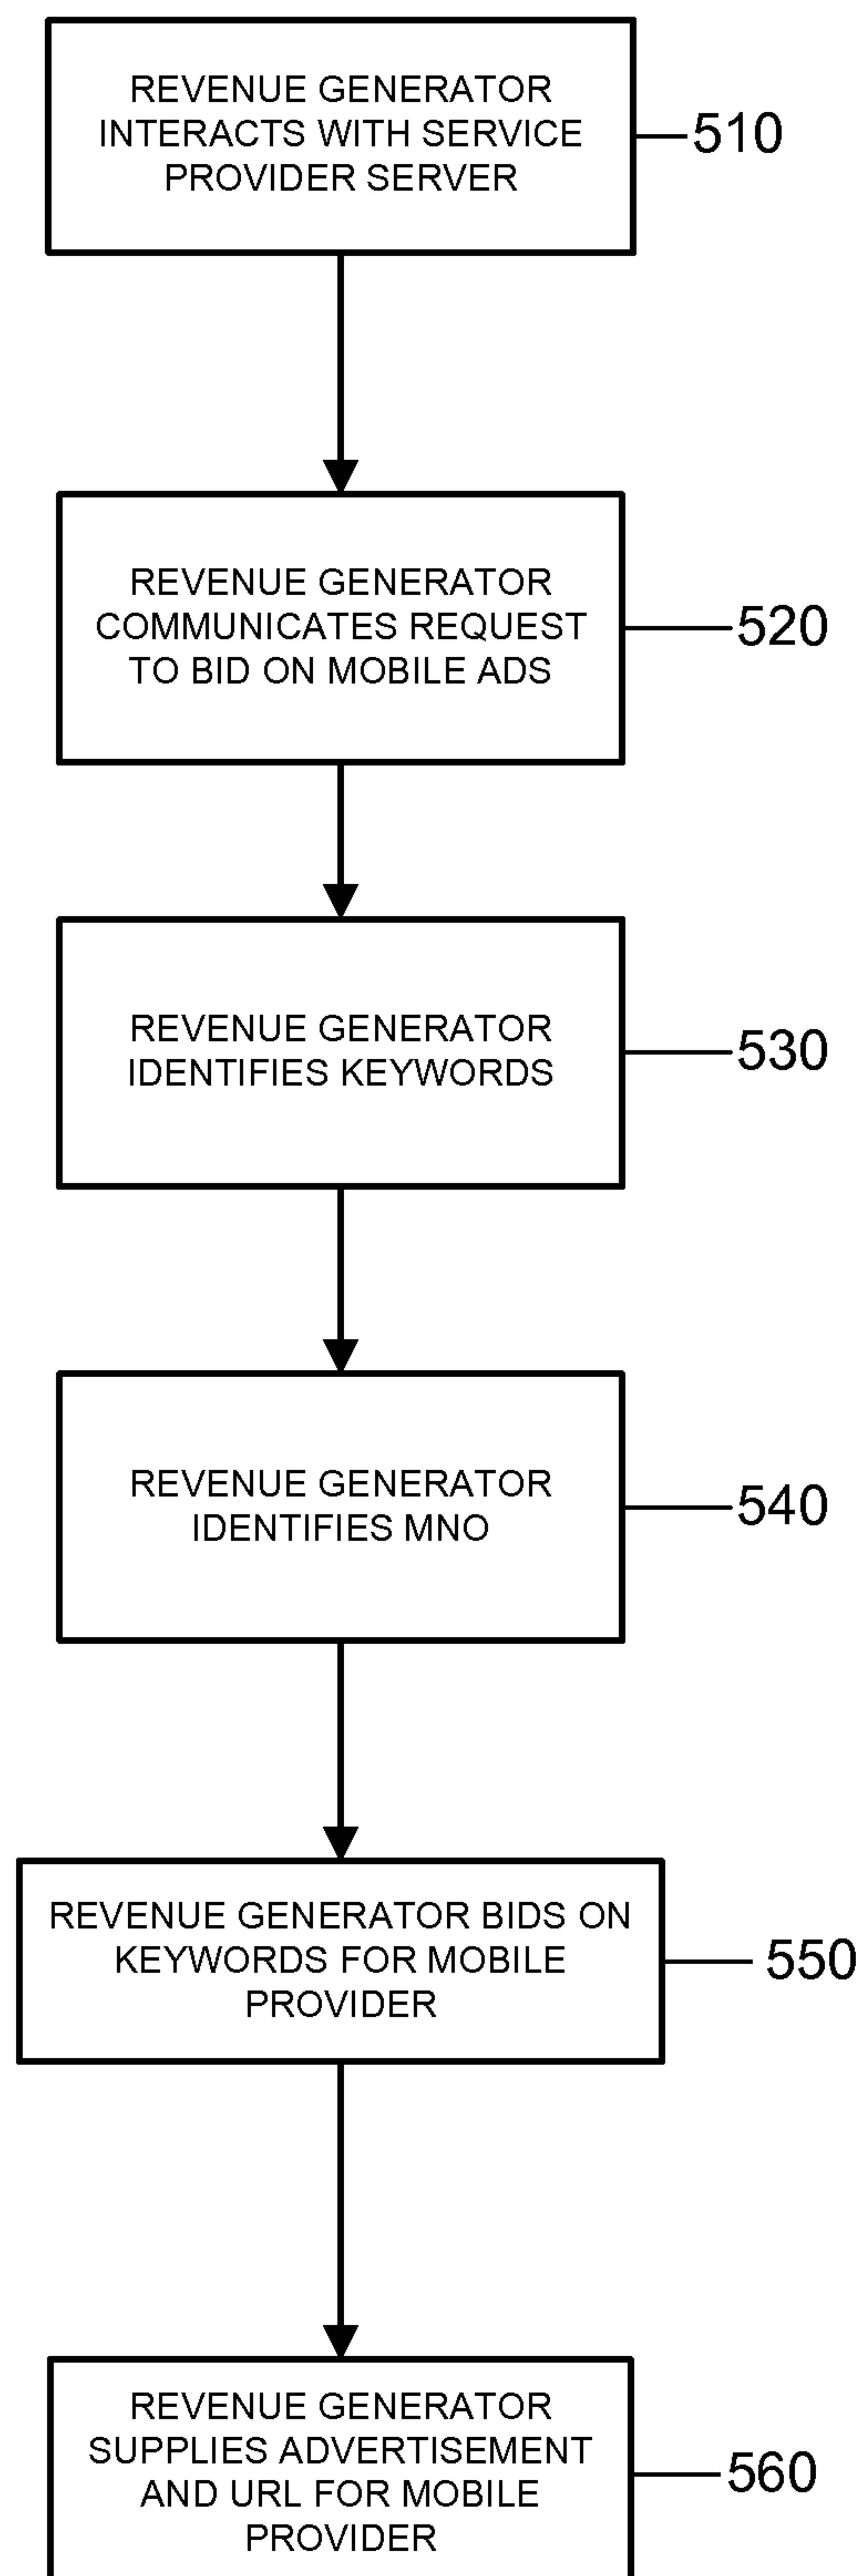 REVENUE GENERATOR
INTERACTS WITH SERVICE
PROVIDER SERVER
510
REVENUE GENERATOR
COMMUNICATES REQUEST
TO BID ON MOBILE ADS
520
REVENUE GENERATOR
IDENTIFIES KEYWORDS
530
REVENUE GENERATOR
IDENTIFIES MNO
540
REVENUE GENERATOR BIDS ON
KEYWORDS FOR MOBILE
PROVIDER
550
REVENUE GENERATOR
SUPPLIES ADVERTISEMENT
AND URL FOR MOBILE
PROVIDER
560